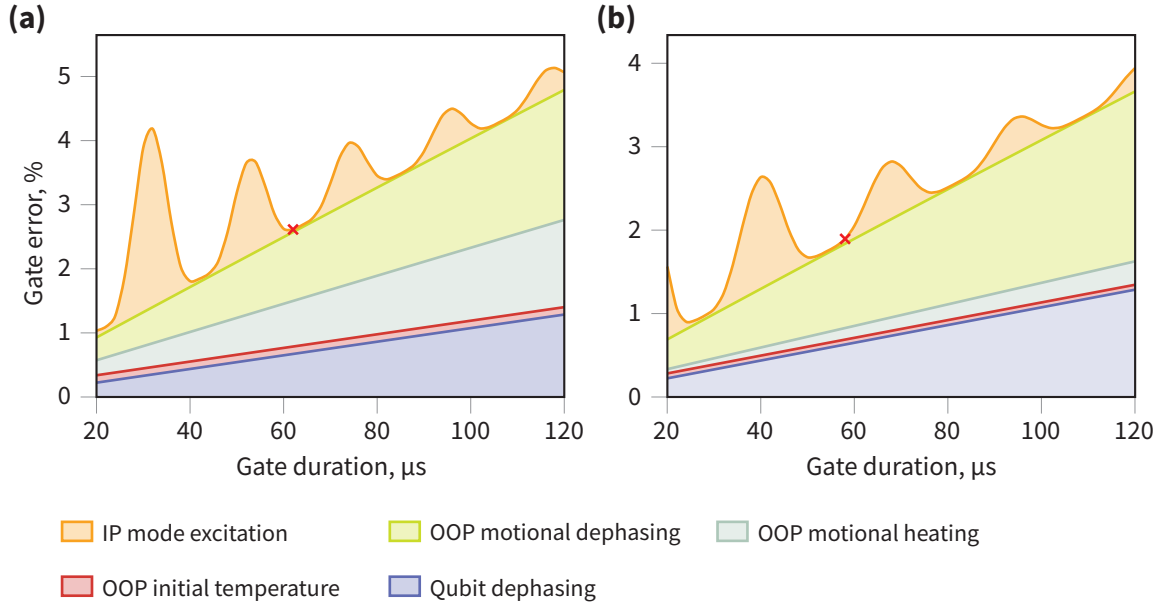 (a)
(b)
Gate error, %
5
4
3
2
1
0
20 40 60 80 100 120
Gate duration, μs
4
3
2
1
0
20 40 60 80 100 120
Gate duration, μs
IP mode excitation
OOP motional dephasing
OOP motional heating
OOP initial temperature
Qubit dephasing